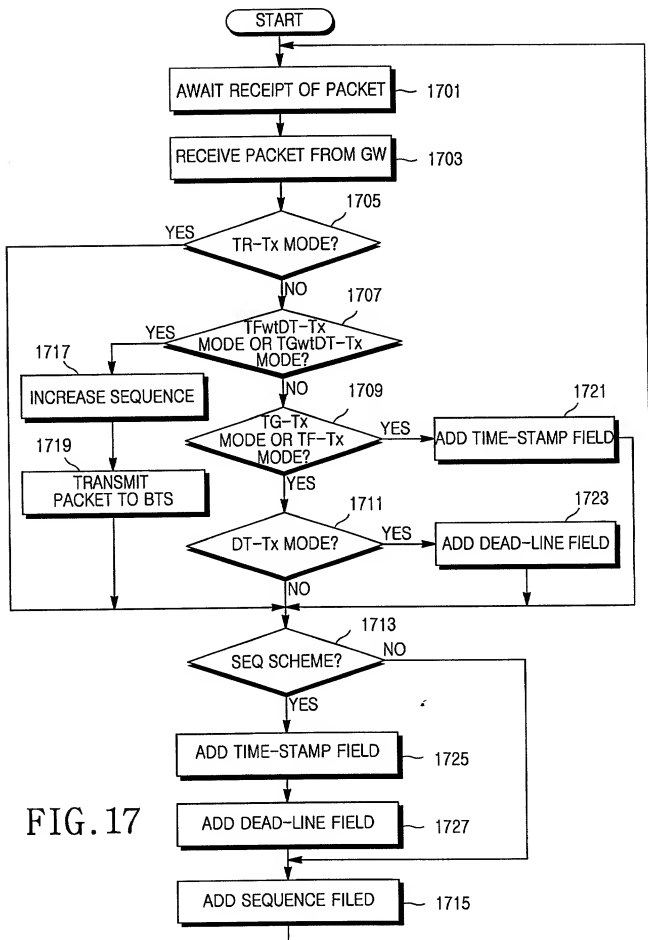 START
AWAIT RECEIPT OF PACKET
1701
RECEIVE PACKET FROM GW
1703
1705
YES
TR-Tx MODE?
NO
1707
YES
TFwtDT-Tx
MODE OR TGwtDT-Tx
MODE?
1717
INCREASE SEQUENCE
NO
1709
TG-Tx
MODE OR TF-Tx
MODE?
YES
1721
ADD TIME-STAMP FIELD
1719
TRANSMIT
PACKET TO BTS
YES
1711
DT-Tx MODE?
YES
1723
ADD DEAD-LINE FIELD
NO
1713
SEQ SCHEME?
NO
YES
ADD TIME-STAMP FIELD
1725
FIG.17
ADD DEAD-LINE FIELD
1727
ADD SEQUENCE FILED
1715